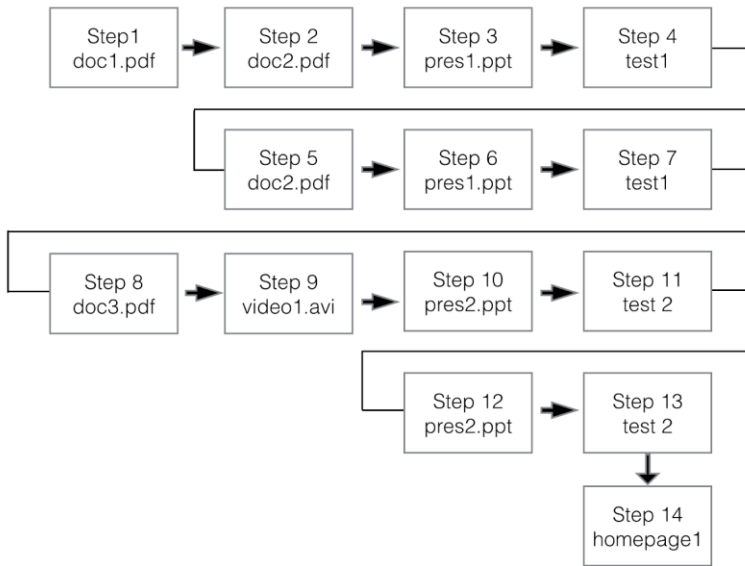 Step1
doc1.pdf
Step 2
doc2.pdf
Step 3
pres1.ppt
Step 4
test1
Step 5
doc2.pdf
Step 6
pres1.ppt
Step 7
test1
Step 8
doc3.pdf
Step 9
video1.avi
Step 10
pres2.ppt
Step 11
test 2
Step 12
pres2.ppt
Step 13
test 2
Step 14
homepage1